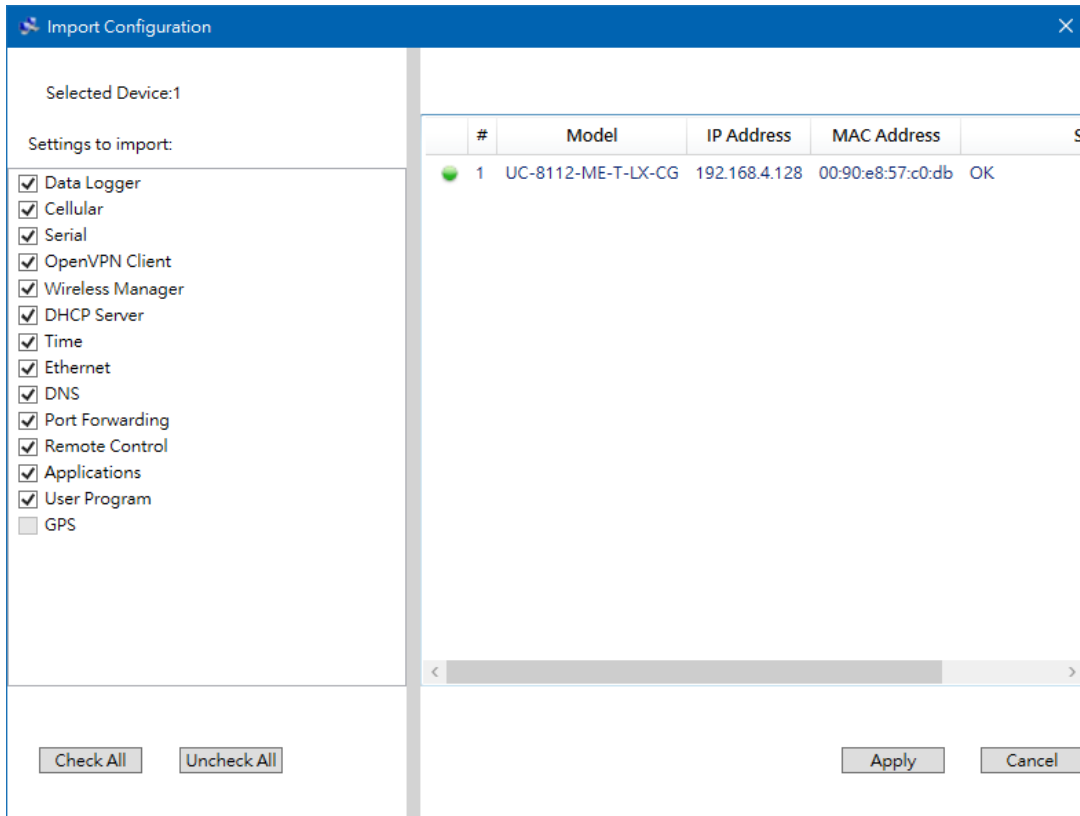 Import Configuration
Selected Device:1
Settings to import:
Data Logger
Cellular
Serial
OpenVPN Client
Wireless Manager
DHCP Server
Time
Ethernet
DNS
Port Forwarding
Remote Control
Applications
User Program
GPS
Check All Uncheck All
# Model IP Address MAC Address S
1 UC-8112-ME-T-LX-CG 192.168.4.128 00:90:e8:57:c0:db OK
Apply Cancel